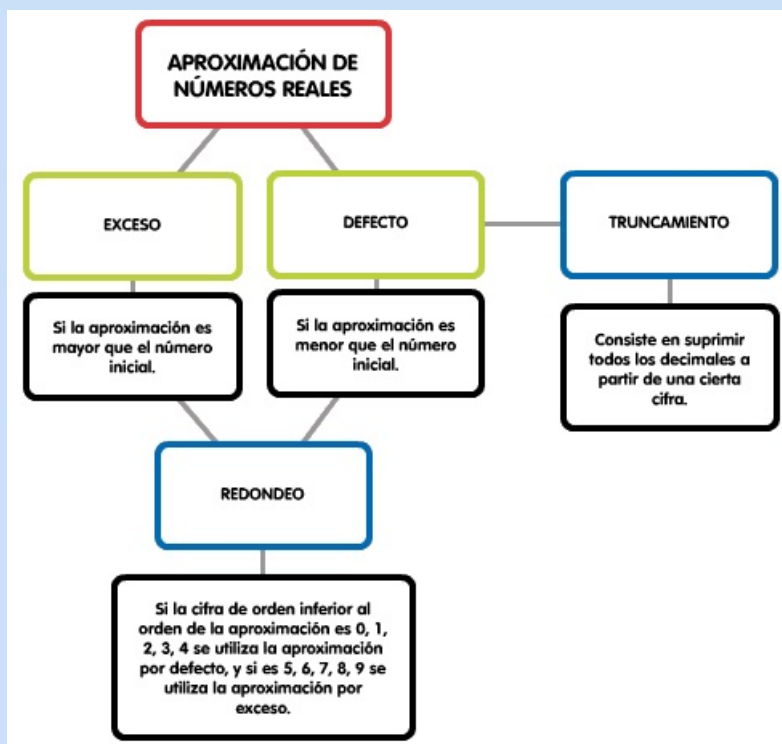 APROXIMACIÓN DE
NÚMEROS REALES
EXCESO
DEFECTO
TRUNCAMIENTO
Si la aproximación es
mayor que el número
inicial.
Si la aproximación es
menor que el número
inicial.
Consiste en suprimir
todos los decimales a
partir de una cierta
cifra.
REDONDEO
Si la cifra de orden inferior al
orden de la aproximación es 0, 1,
2, 3, 4 se utiliza la aproximación
por defecto, y si es 5, 6, 7, 8, 9 se
utiliza la aproximación por
exceso.